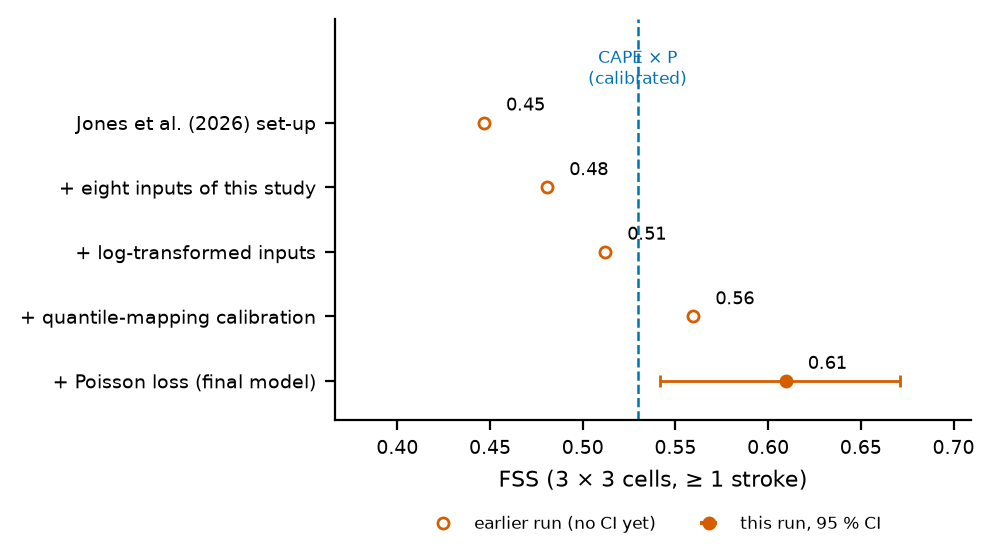 CAPE × P
(calibrated)
0.45
Jones et al. (2026) set-up
0.48
+ eight inputs of this study
0.51
+ log-transformed inputs
0.56
+ quantile-mapping calibration
0.61
+ Poisson loss (final model)
0.40 0.45 0.50 0.55 0.60 0.65 0.70
FSS (3 × 3 cells, ≥ 1 stroke)
earlier run (no CI yet) this run, 95 % CI